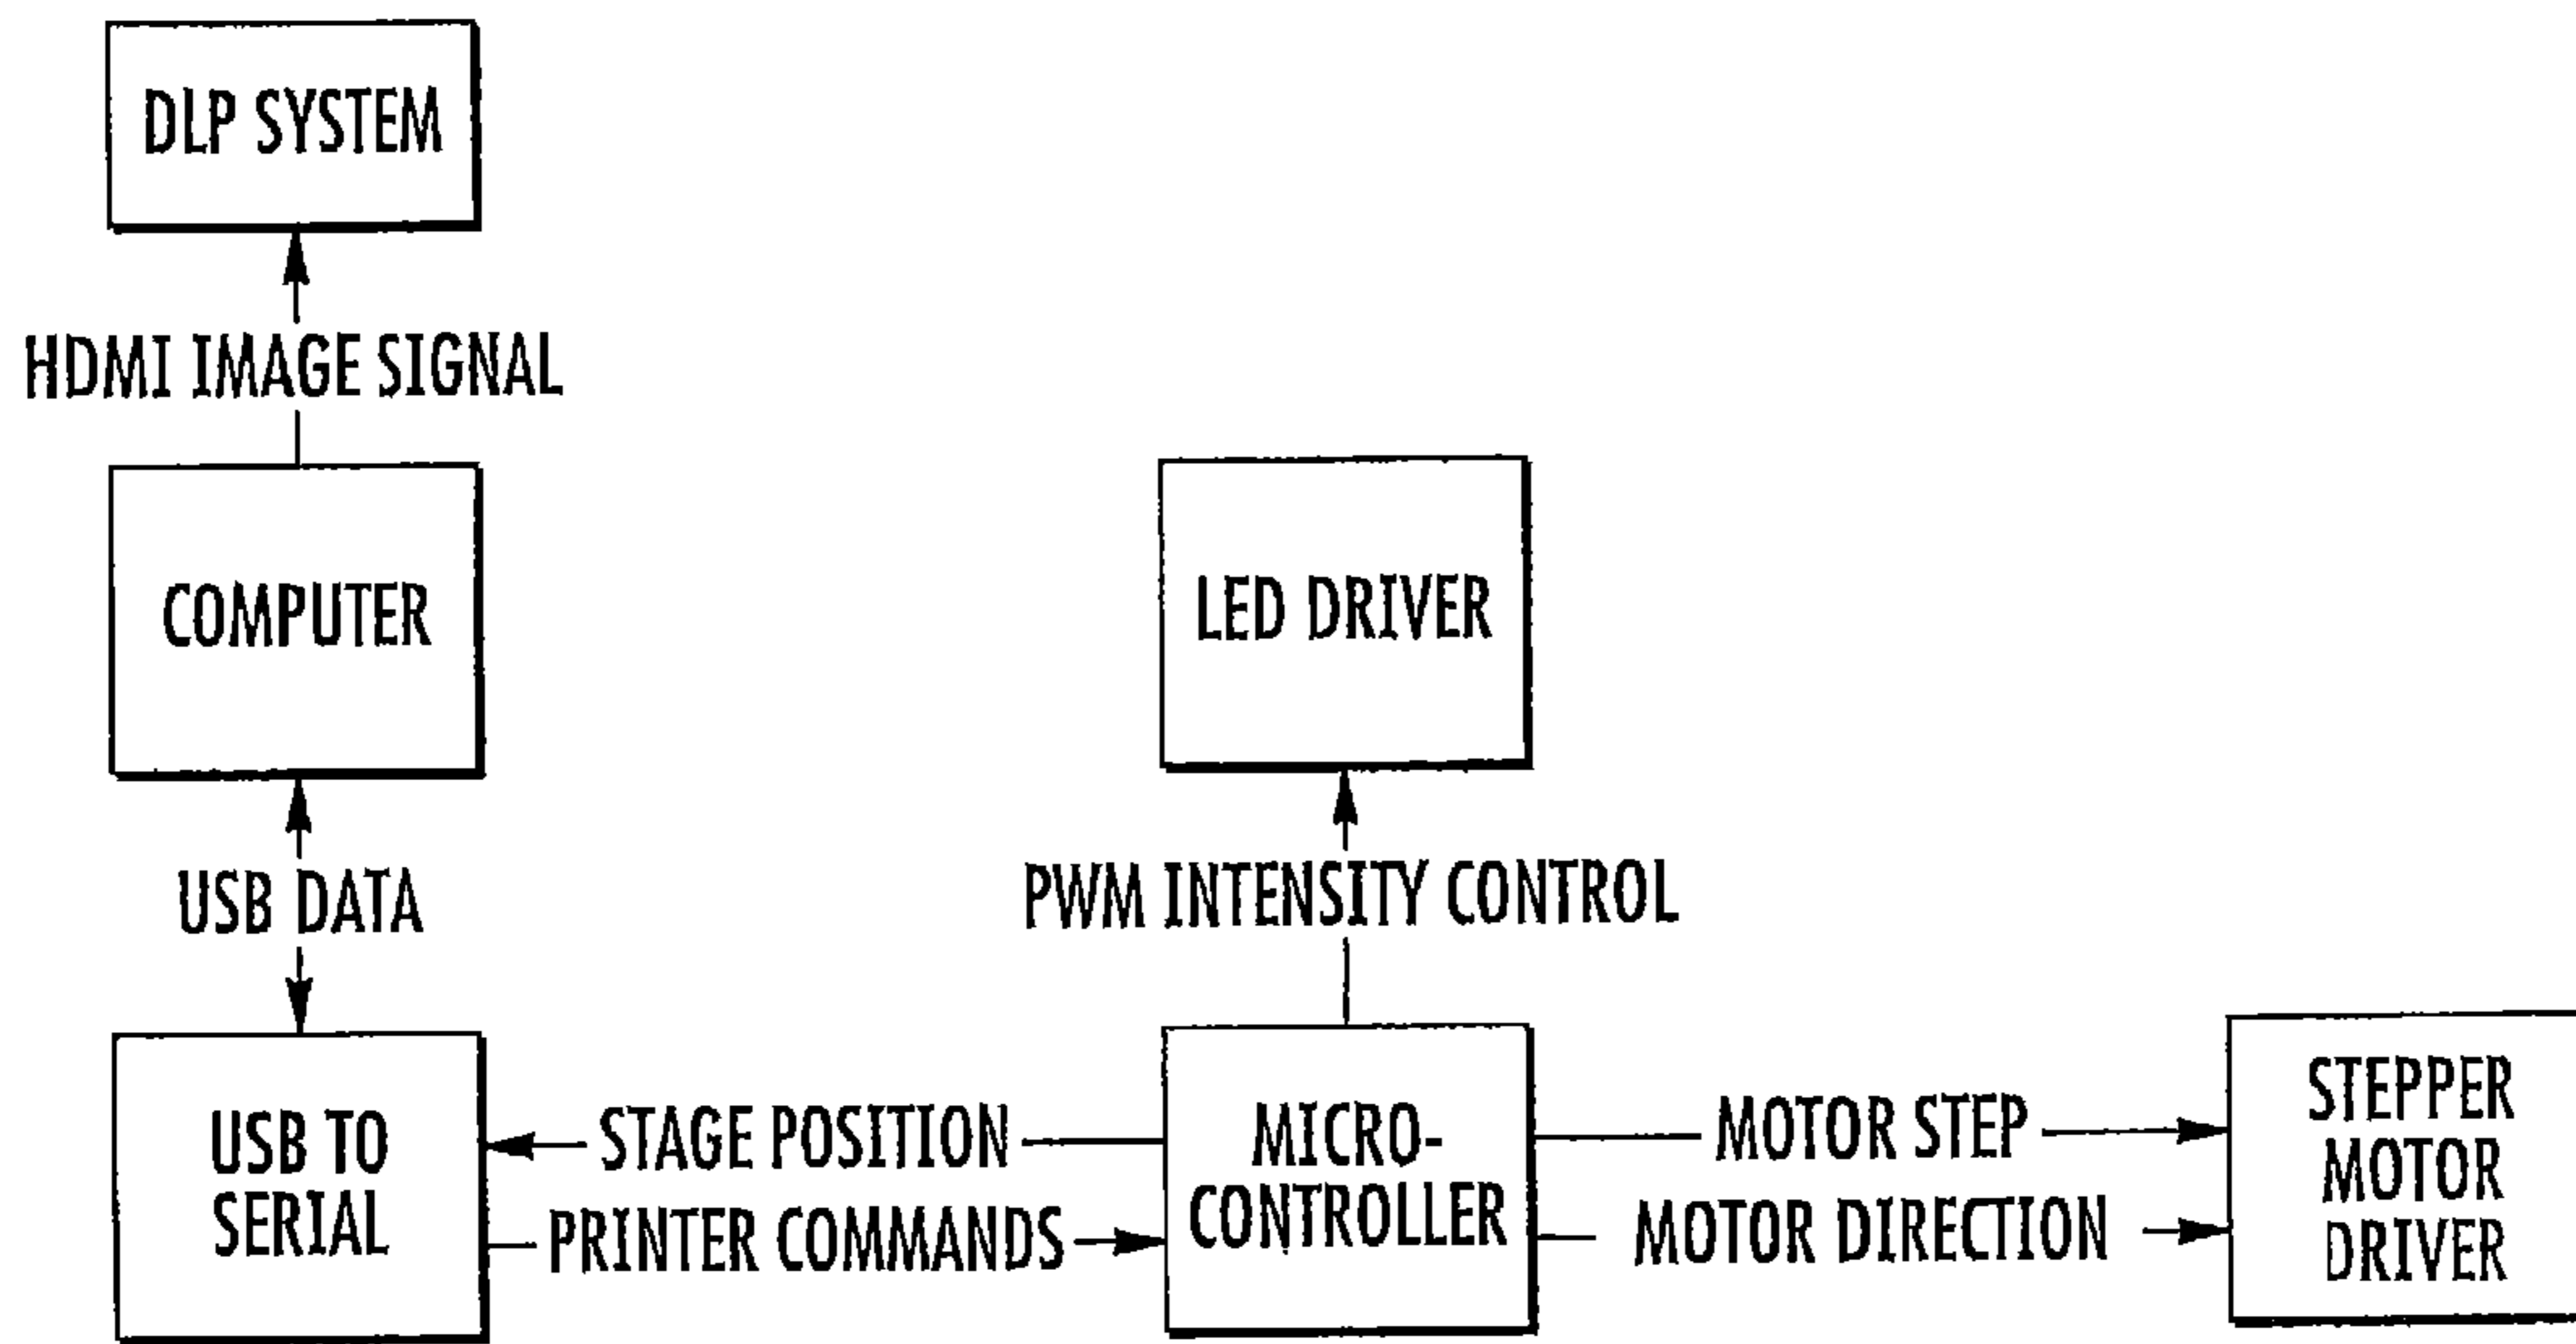 DLP SYSTEM
HDMI IMAGE SIGNAL
COMPUTER
LED DRIVER
USB DATA
PWM INTENSITY CONTROL
USB TO
SERIAL
STAGE POSITION
PRINTER COMMANDS
MICRO-
CONTROLLER
MOTOR STEP
MOTOR DIRECTION
STEPPER
MOTOR
DRIVER